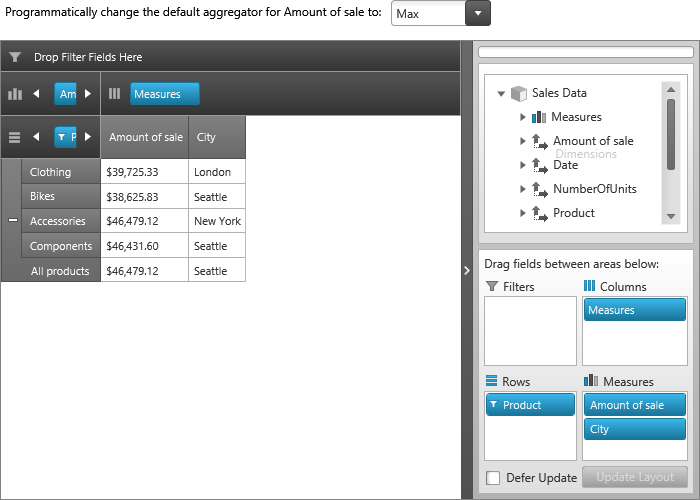 Programmatically change the default aggregator for Amount of sale to: Max
Drop Filter Fields Here
Am Measures
P Amount of sale City
Clothing $39,725.33 London
Bikes $38,625.83 Seattle
Accessories $46,479.12 New York
Components $46,431.60 Seattle
All products $46,479.12 Seattle
Sales Data
Measures
Amount of sale
Dimensions
Date
NumberOfUnits
Product
Drag fields between areas below:
Filters Columns
Measures
Rows Measures
Product Amount of sale
City
Defer Update Update Layout